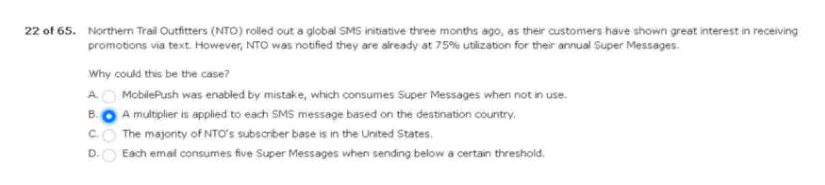 22 of 65. Northern Trail Outfitters (NTO) rolled out a global SMS initiative three months ago, as their customers have shown great interest in receiving
promotions via text. However, NTO was notified they are already at 75% utilization for their annual Super Messages.
Why could this be the case?
A. MobilePush was enabled by mistake, which consumes Super Messages when not in use.
B. A multiplier is applied to each SMS message based on the destination country.
C. The majority of NTO's subscriber base is in the United States.
D. Each email consumes five Super Messages when sending below a certain threshold.